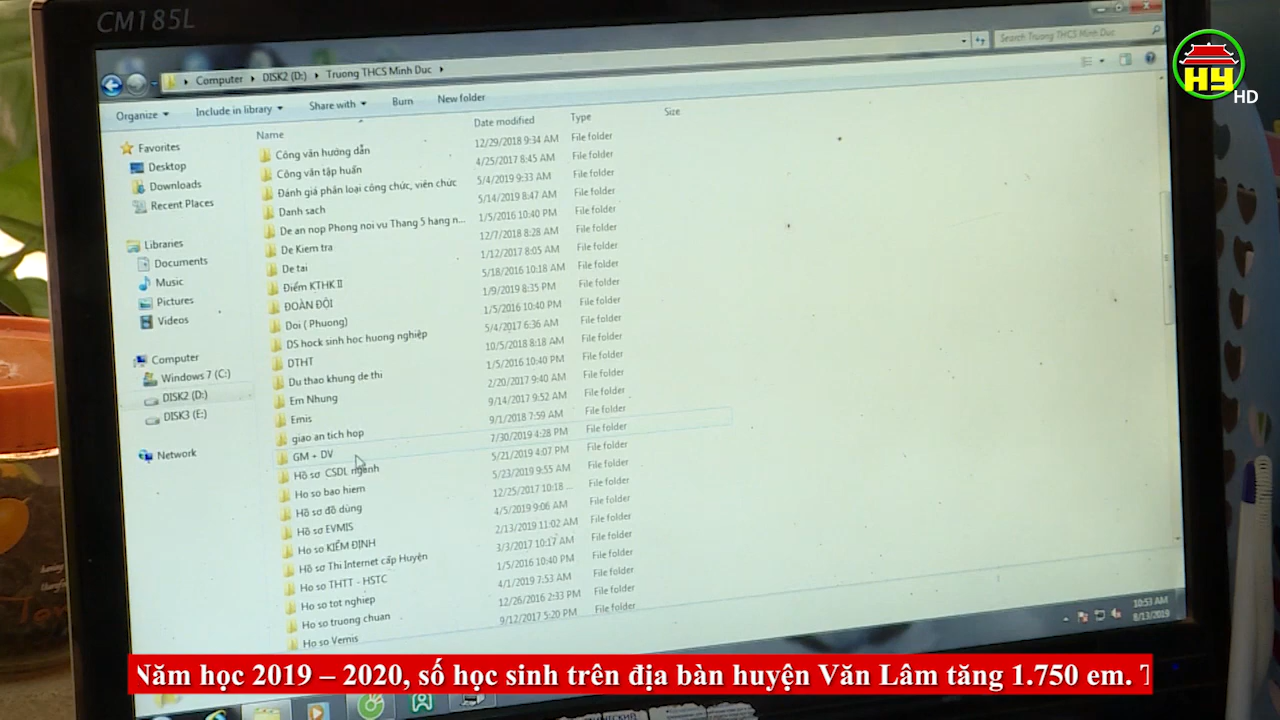 CM185L
Computer ▸ DISK2 (D:) ▸ Truong THCS Minh Duc ▸
Search Truong THCS Minh Duc
HY HD
Organize
Include in library
Share with
Burn
New folder
Name
Date modified
Type
Size
Favorites
Desktop
Downloads
Recent Places
Libraries
Documents
Music
Pictures
Videos
Computer
Windows 7 (C:)
DISK2 (D:)
DISK3 (E:)
Network
Công văn hướng dẫn 12/29/2018 9:34 AM File folder
Công văn tập huấn 4/25/2017 8:45 AM File folder
Đánh giá phân loại công chức, viên chức 5/4/2019 9:33 AM File folder
Danh sach 5/14/2019 8:47 AM File folder
De an nop Phong noi vu Thang 5 hang n... 1/5/2016 10:40 PM File folder
De Kiem tra 12/7/2018 8:28 AM File folder
De tai 1/12/2017 8:05 AM File folder
Điểm KTHK II 5/18/2016 10:18 AM File folder
ĐOÀN ĐỘI 1/9/2019 8:35 PM File folder
Doi ( Phuong) 1/5/2016 10:40 PM File folder
DS hock sinh hoc huong nghiệp 5/4/2017 6:36 AM File folder
DTHT 10/5/2018 8:18 AM File folder
Du thao khung de thi 1/5/2016 10:40 PM File folder
Em Nhung 2/20/2017 9:40 AM File folder
Emis 9/14/2017 9:52 AM File folder
giao an tich hop 9/1/2018 7:59 AM File folder
GM + DV 7/30/2019 4:28 PM File folder
Hồ sơ CSDL ngành 5/21/2019 4:07 PM File folder
Ho so bao hiem 5/23/2019 9:55 AM File folder
Hồ sơ đồ dùng 12/25/2017 10:18 ... File folder
Hồ sơ EVMIS 4/5/2019 9:06 AM File folder
Ho so KIỂM ĐỊNH 2/13/2019 11:02 AM File folder
Hồ sơ Thi Internet cấp Huyện 3/3/2017 10:17 AM File folder
Ho so THTT - HSTC 1/5/2016 10:40 PM File folder
Ho so tot nghiep 4/1/2019 7:53 AM File folder
Ho so truong chuan 12/26/2016 2:33 PM File folder
Ho so Vemis 9/12/2017 5:20 PM File folder
10:53 AM
8/13/2019
Năm học 2019 – 2020, số học sinh trên địa bàn huyện Văn Lâm tăng 1.750 em.